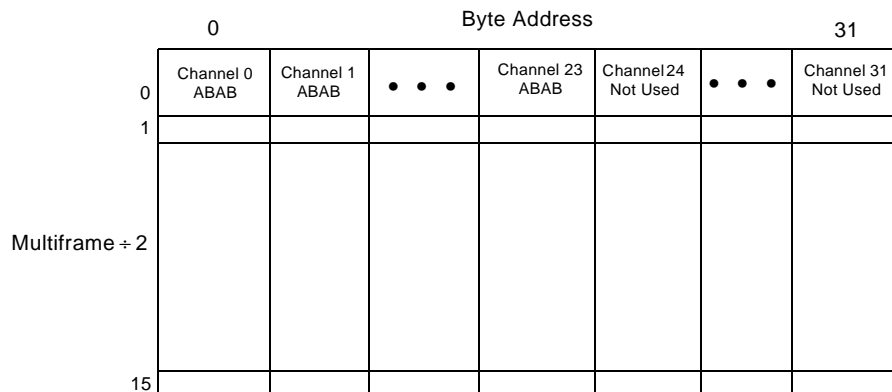 Byte Address
0 31
0 Channel 0 Channel 1 • • • Channel 23 Channel24 • • • Channel 31
ABAB ABAB ABAB Not Used Not Used
1
Multiframe ÷ 2
15